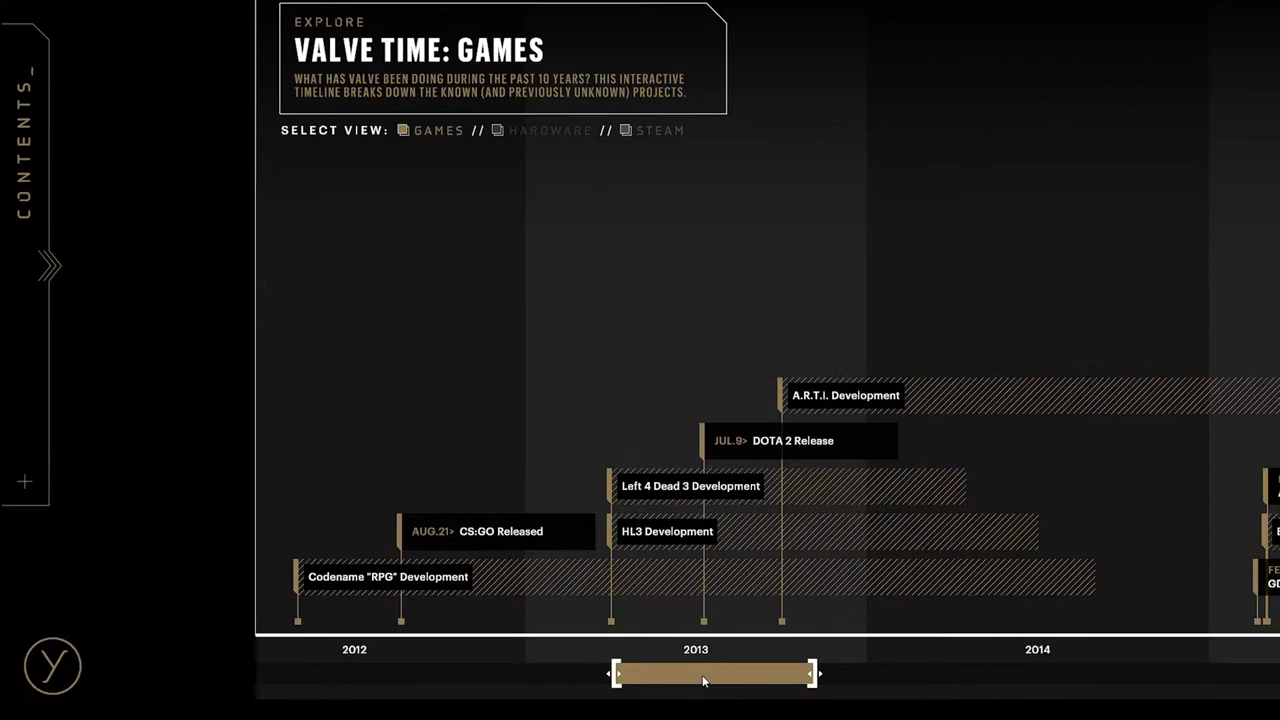 EXPLORE
VALVE TIME: GAMES
WHAT HAS VALVE BEEN DOING DURING THE PAST 10 YEARS? THIS INTERACTIVE
TIMELINE BREAKS DOWN THE KNOWN (AND PREVIOUSLY UNKNOWN) PROJECTS.
SELECT VIEW: GAMES // HARDWARE // STEAM
CONTENTS_
A.R.T.I. Development
JUL.9> DOTA 2 Release
Left 4 Dead 3 Development
AUG.21> CS:GO Released
HL3 Development
Codename "RPG" Development
2012
2013
2014
Y